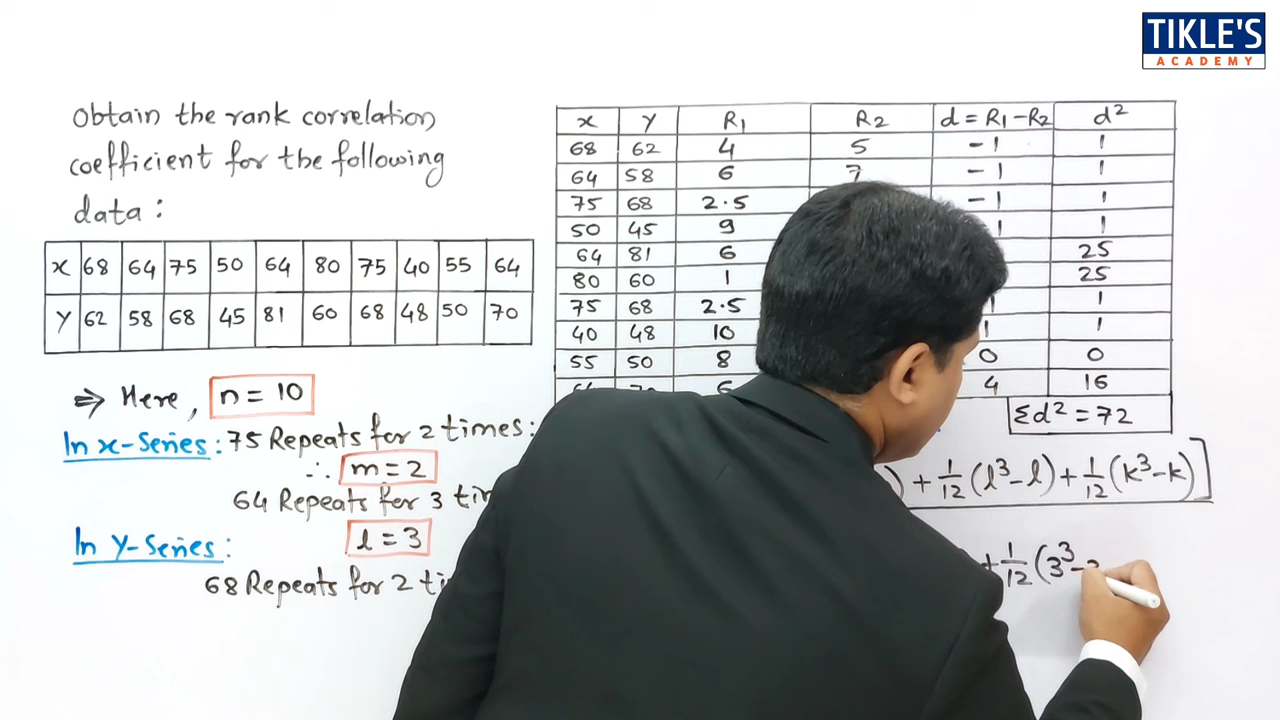 TIKLE'S
ACADEMY
Obtain the rank correlation
coefficient for the following
data :
x 68 64 75 50 64 80 75 40 55 64
y 62 58 68 45 81 60 68 48 50 70
⇒ Here, n = 10
In x-Series: 75 Repeats for 2 times:
∴ m = 2
64 Repeats for 3
l = 3
In y-Series:
68 Repeats for 2
x y R₁ R₂ d = R₁ - R₂ d²
68 62 4 5 -1 1
64 58 6 7 -1 1
75 68 2.5 -1 1
50 45 9 1 1
64 81 6 25
80 60 1 25
75 68 2.5 1
40 48 10 1 1
55 50 8 0 0
6 4 16
Σd² = 72
) + 1/12 (l³ - l) + 1/12 (k³ - k) ]
+ 1/12 (3³ -